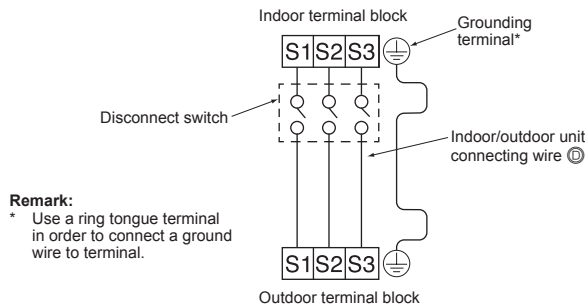 Indoor terminal block
Grounding
terminal*
S1 S2 S3
Disconnect switch
Indoor/outdoor unit
connecting wire Ⓓ
Remark:
* Use a ring tongue terminal
in order to connect a ground
wire to terminal.
S1 S2 S3
Outdoor terminal block